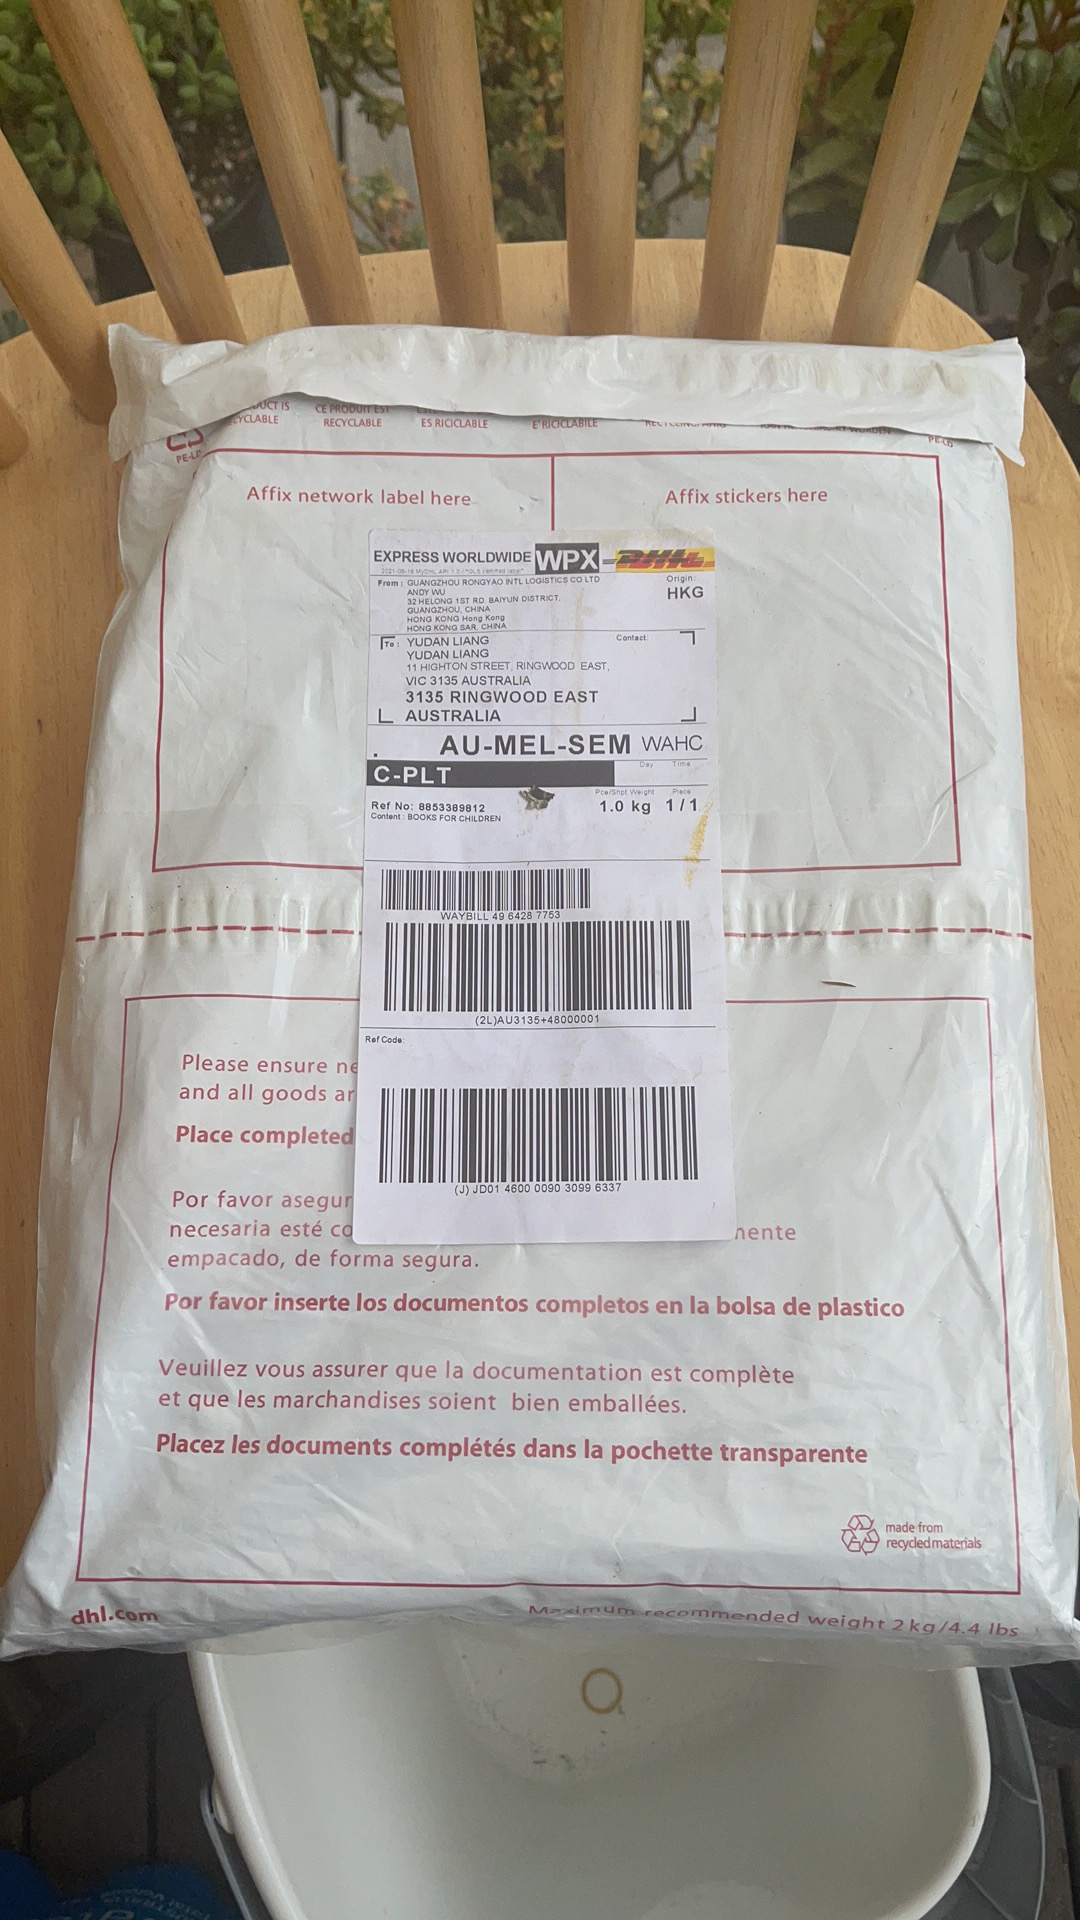 CE PRODUIT EST
CYCLABLE
RECYCLABLE
ES RICICLABLE
E' RICICLABILE
PE-LD
PE-LD
Affix network label here
Affix stickers here
EXPRESS WORLDWIDE WPX DHL
From : GUANGZHOU RONGYAO INTL LOGISTICS CO LTD
ANDY WU
32 HELONG 1ST RD. BAIYUN DISTRICT,
GUANGZHOU, CHINA
HONG KONG Hong Kong
HONG KONG SAR, CHINA
Origin:
HKG
To : YUDAN LIANG
YUDAN LIANG
11 HIGHTON STREET, RINGWOOD EAST,
VIC 3135 AUSTRALIA
3135 RINGWOOD EAST
AUSTRALIA
Contact:
AU-MEL-SEM WAHC
C-PLT
Day Time
Ref No: 8853389812
Content : BOOKS FOR CHILDREN
Pce/Shpt Weight Piece
1.0 kg 1/1
WAYBILL 49 6428 7753
(2L)AU3135+48000001
Ref Code:
(J) JD01 4600 0090 3099 6337
Please ensure ne
and all goods ar
Place completed
Por favor asegur
necesaria esté co
mente
empacado, de forma segura.
Por favor inserte los documentos completos en la bolsa de plastico
Veuillez vous assurer que la documentation est complète
et que les marchandises soient bien emballées.
Placez les documents complétés dans la pochette transparente
made from
recycled materials
dhl.com
Maximum recommended weight 2 kg/4.4 lbs